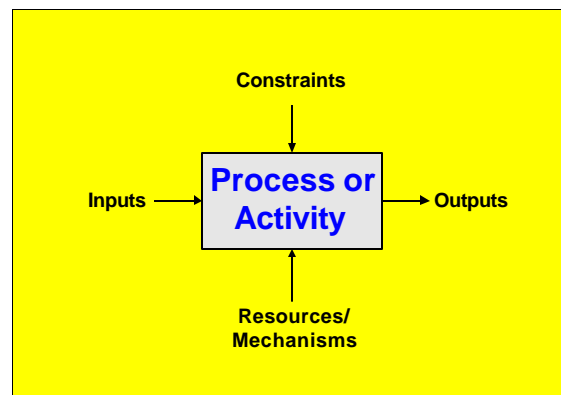 Constraints
Inputs
Process or
Activity
Outputs
Resources/
Mechanisms